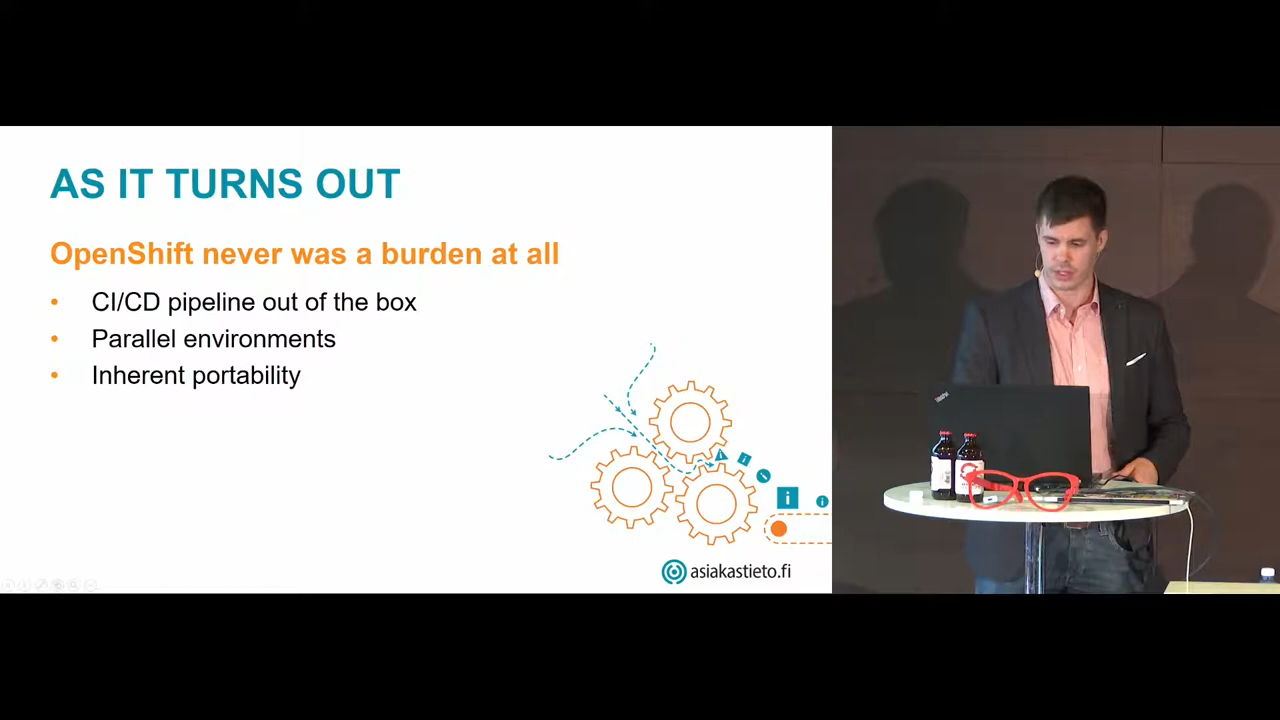 AS IT TURNS OUT
OpenShift never was a burden at all
• CI/CD pipeline out of the box
• Parallel environments
• Inherent portability
asiakastieto.fi
ThinkPad